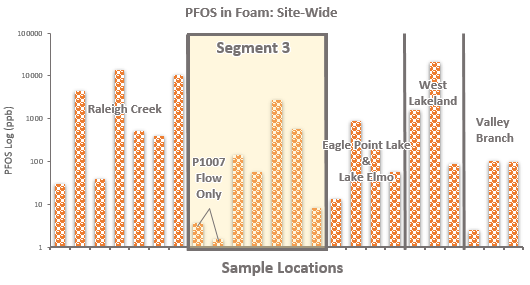 PFOS in Foam: Site-Wide
PFOS Log (ppb)
100000
10000
1000
100
10
1
Raleigh Creek
Segment 3
P1007
Flow
Only
Eagle Point Lake
&
Lake Elmo
West
Lakeland
Valley
Branch
Sample Locations